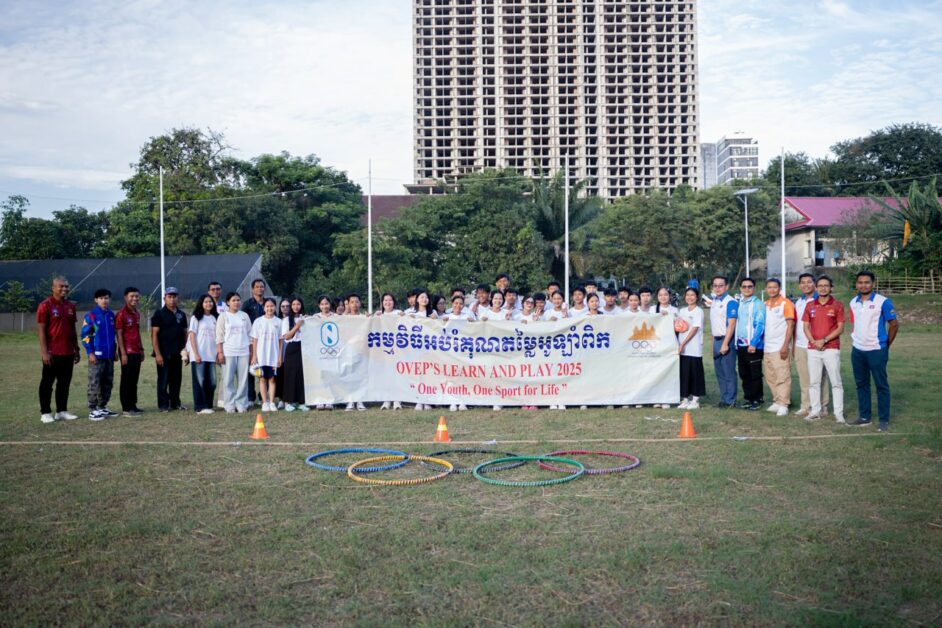 កម្មវិធីអប់រំគុណតម្លៃអូឡាំពិក
OVEP'S LEARN AND PLAY 2025
" One Youth, One Sport for Life "